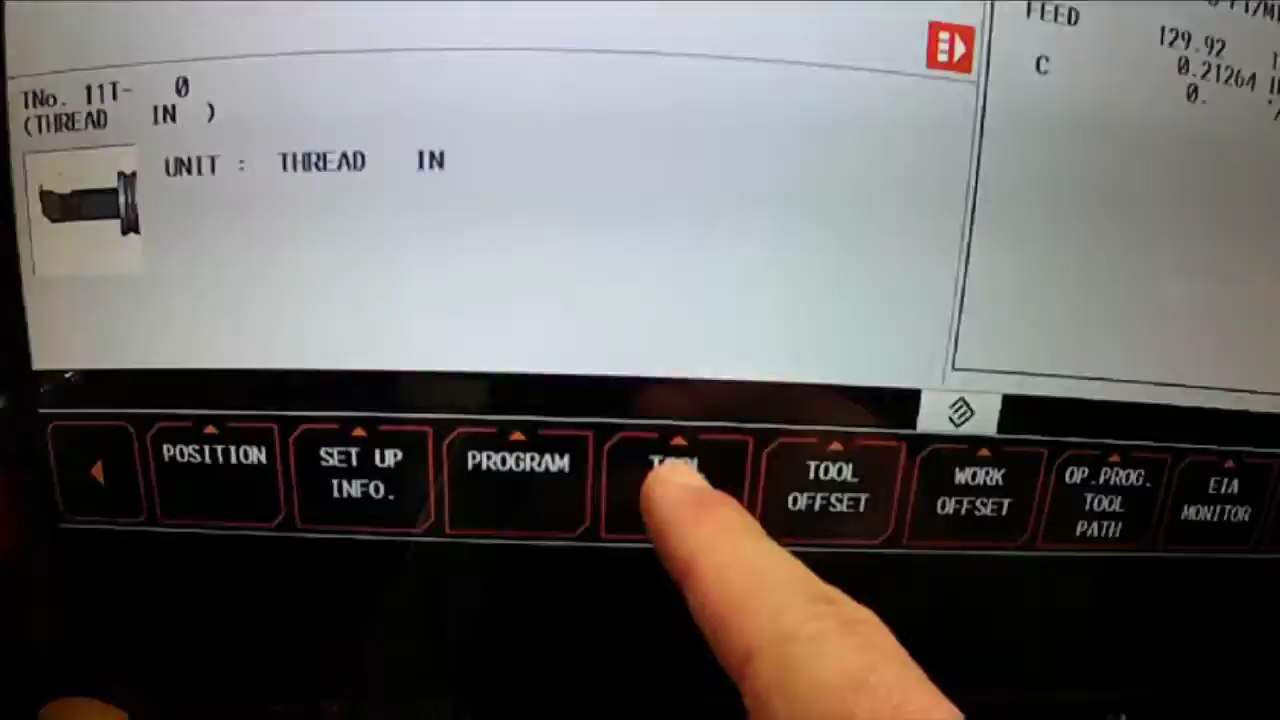 TNo. 11T- 0
(THREAD IN )
UNIT : THREAD IN
FEED
129.92
C
0.21264
0.
POSITION
SET UP
INFO.
PROGRAM
TOOL
TOOL
OFFSET
WORK
OFFSET
OP.PROG.
TOOL
PATH
EIA
MONITOR